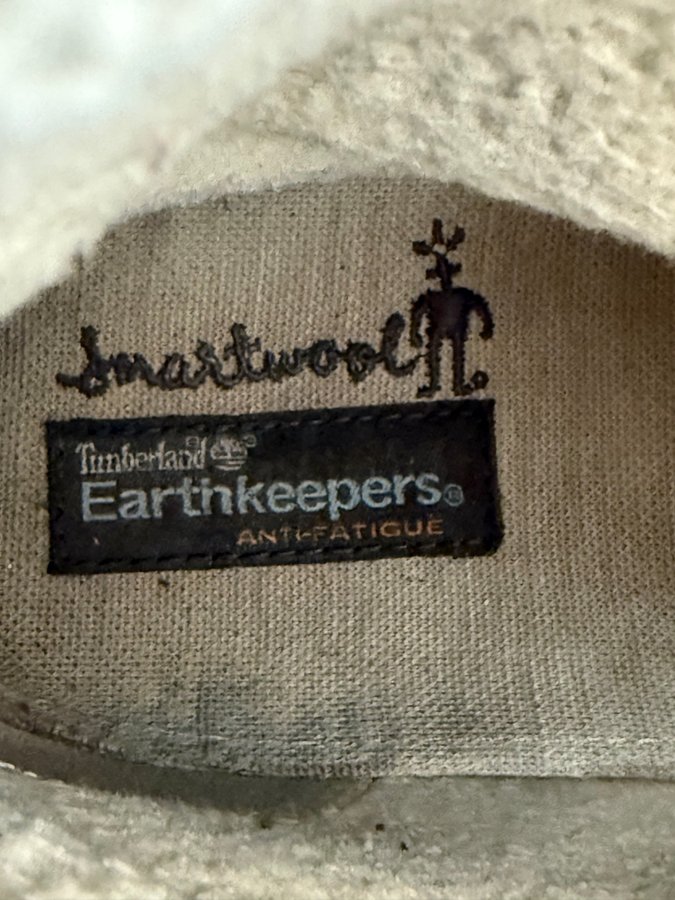 Smartwool
Timberland
Earthkeepers®
ANTI-FATIGUE